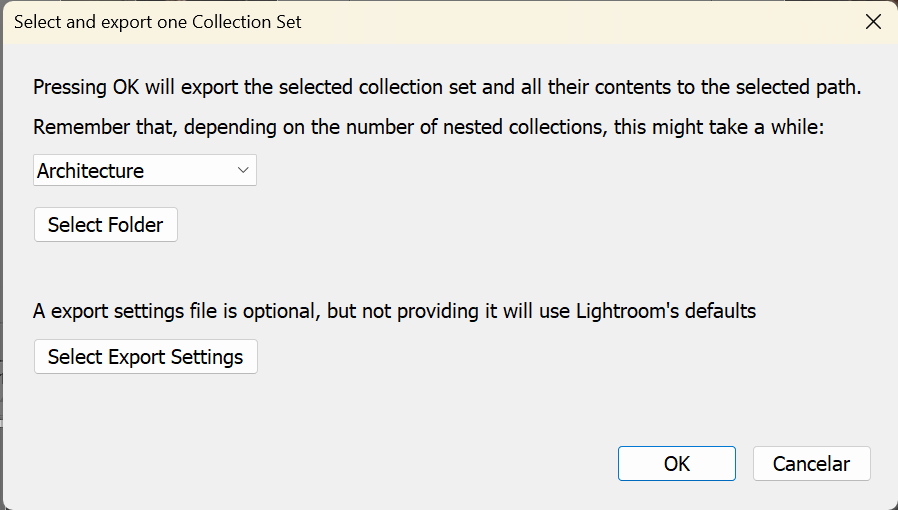 Select and export one Collection Set
Pressing OK will export the selected collection set and all their contents to the selected path.
Remember that, depending on the number of nested collections, this might take a while:
Architecture
Select Folder
A export settings file is optional, but not providing it will use Lightroom's defaults
Select Export Settings
OK
Cancelar